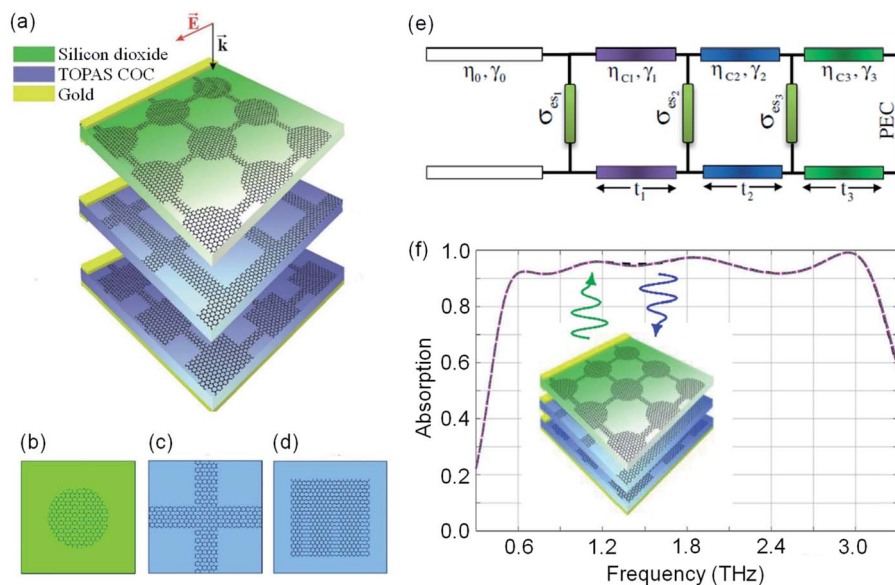 (a)
E⃗
k⃗
Silicon dioxide
TOPAS COC
Gold
(b)
(c)
(d)
(e)
η₀, γ₀
σes₁
ηC1, γ₁
σes₂
ηC2, γ₂
σes₃
ηC3, γ₃
PEC
t₁
t₂
t₃
(f)
1.0
0.8
0.6
0.4
0.2
0.0
Absorption
0.6
1.2
1.8
2.4
3.0
Frequency (THz)